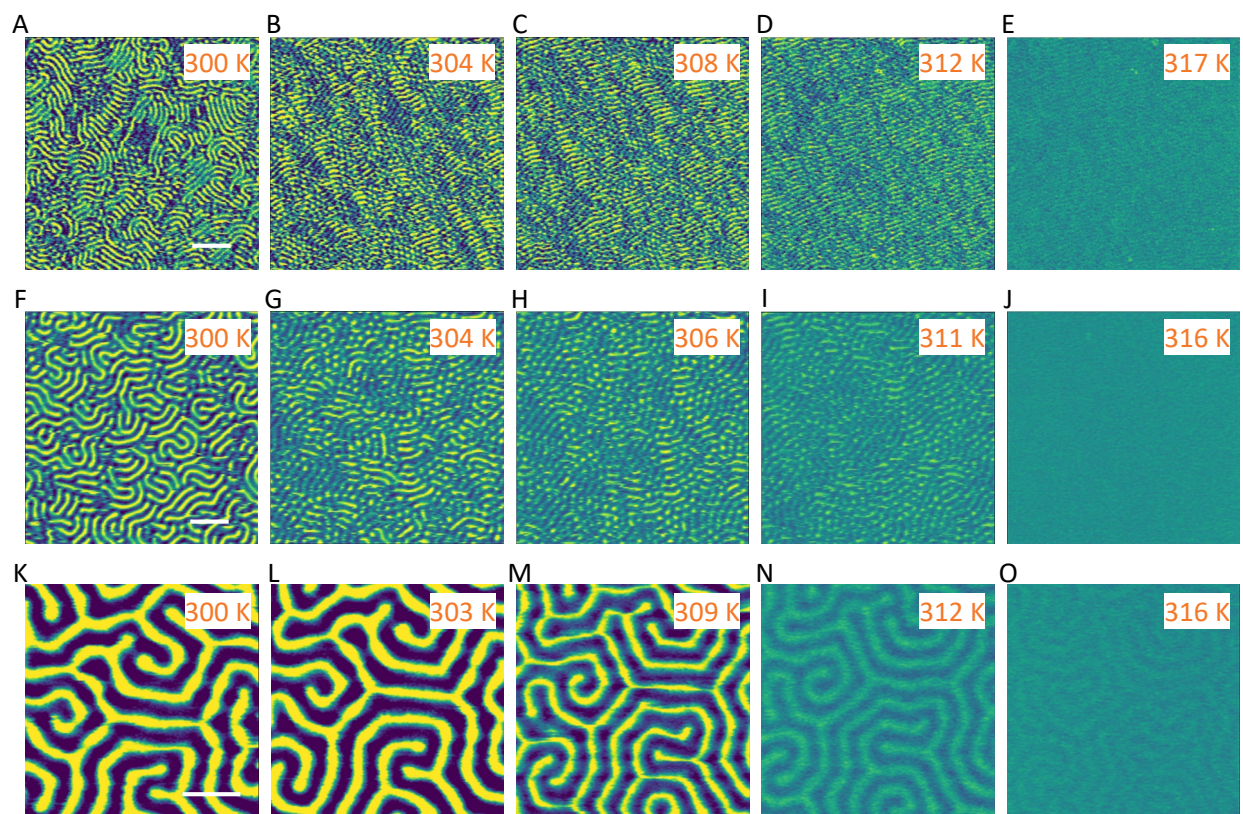 A B C D E
300 K 304 K 308 K 312 K 317 K
F G H I J
300 K 304 K 306 K 311 K 316 K
K L M N O
300 K 303 K 309 K 312 K 316 K